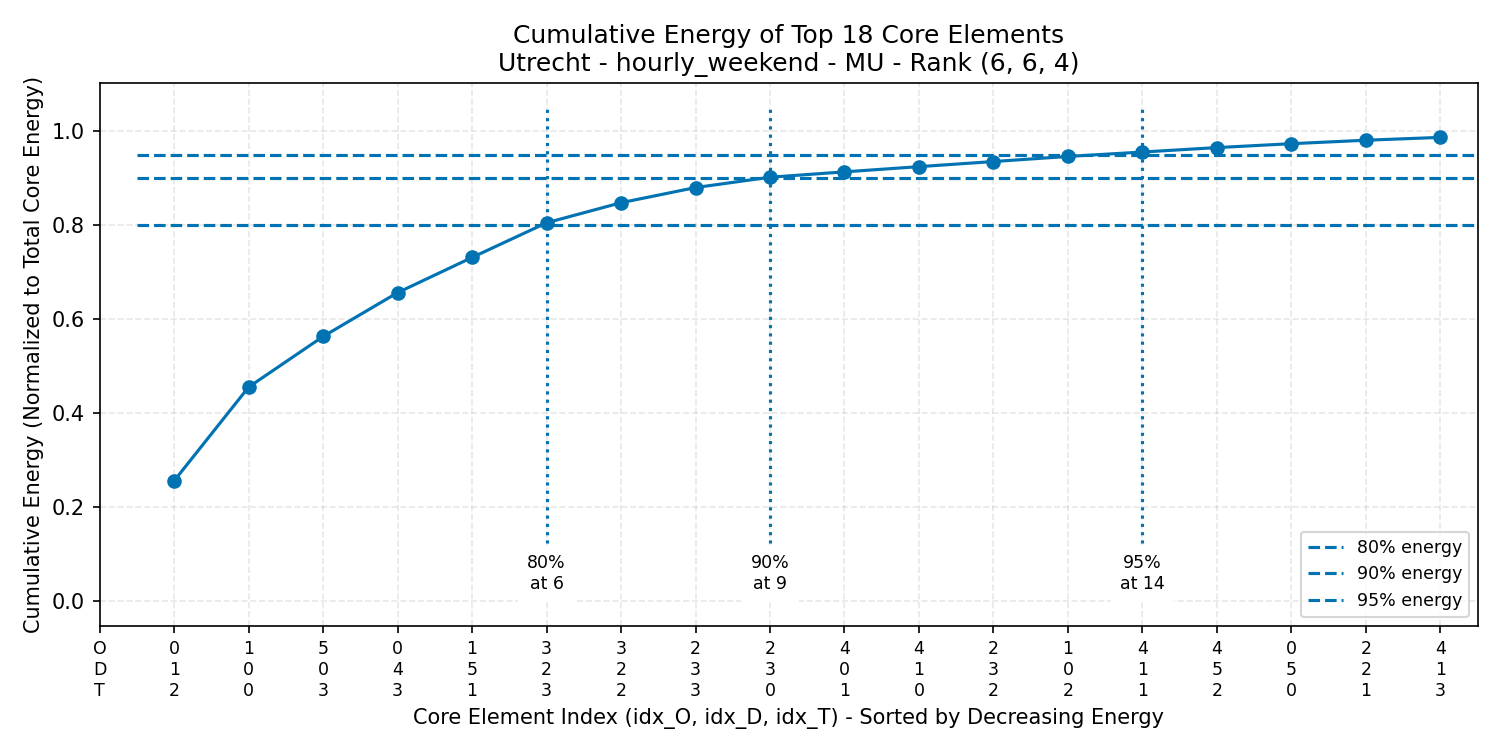 Cumulative Energy of Top 18 Core Elements
Utrecht - hourly_weekend - MU - Rank (6, 6, 4)
Cumulative Energy (Normalized to Total Core Energy)
1.0
0.8
0.6
0.4
0.2
0.0
80%
at 6
90%
at 9
95%
at 14
80% energy
90% energy
95% energy
O 0 1 5 0 1 3 3 2 2 4 4 2 1 4 4 0 2 4
D 1 0 0 4 5 2 2 3 3 0 1 3 0 1 5 5 2 1
T 2 0 3 3 1 3 2 3 0 1 0 2 2 1 2 0 1 3
Core Element Index (idx_O, idx_D, idx_T) - Sorted by Decreasing Energy